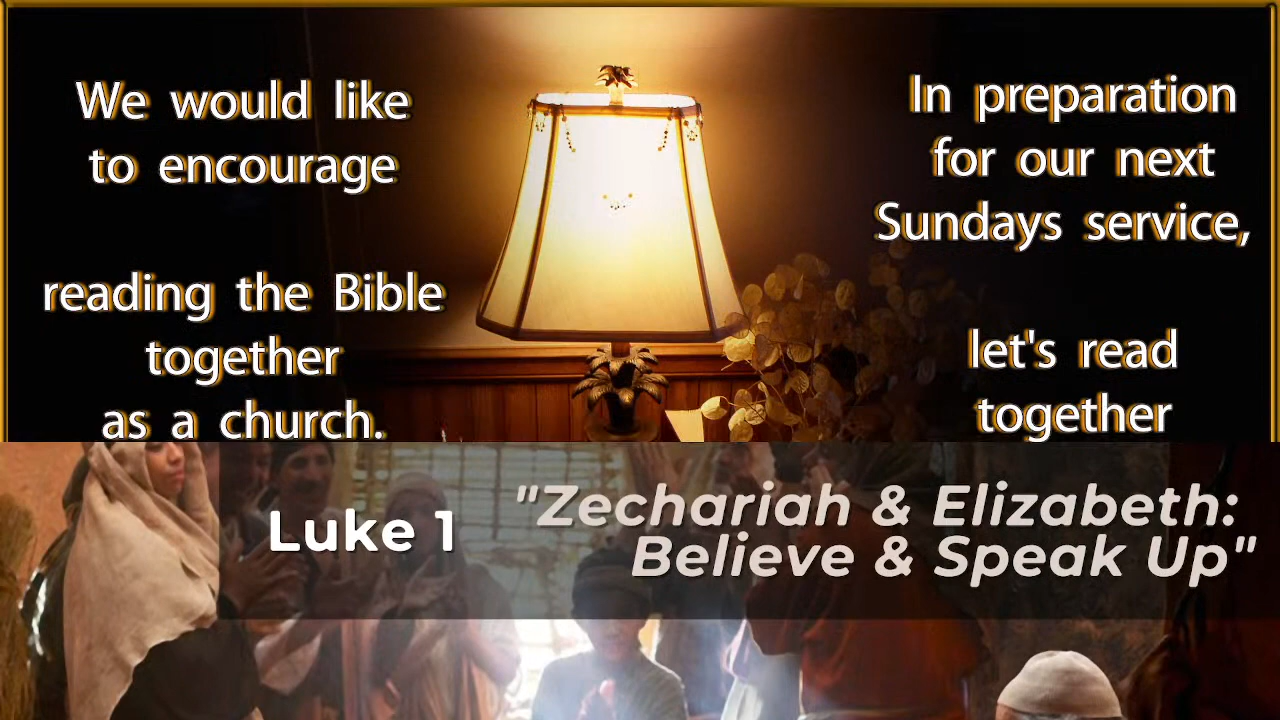 We would like
to encourage
reading the Bible
together
as a church.
In preparation
for our next
Sundays service,
let's read
together
Luke 1
"Zechariah & Elizabeth:
Believe & Speak Up"